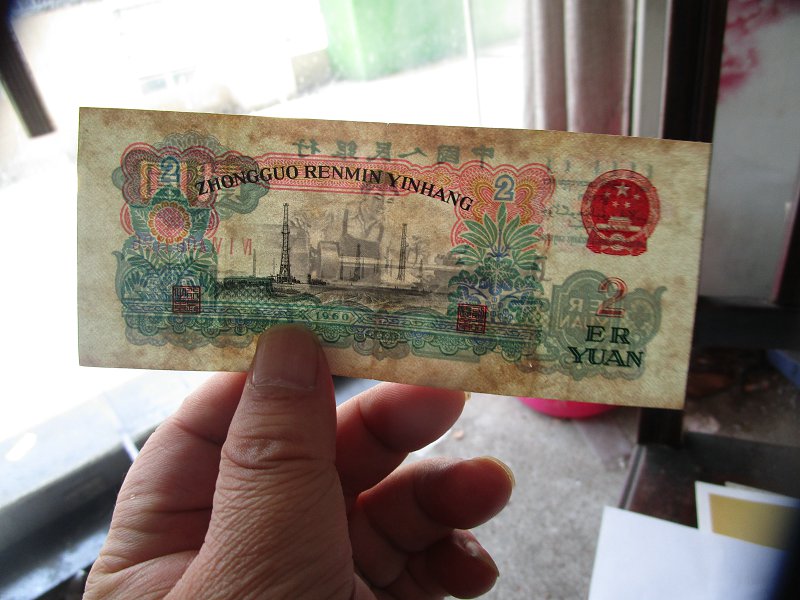 中国人民银行
2
ZHONGGUO RENMIN YINHANG
2
1960
2
ER
YUAN